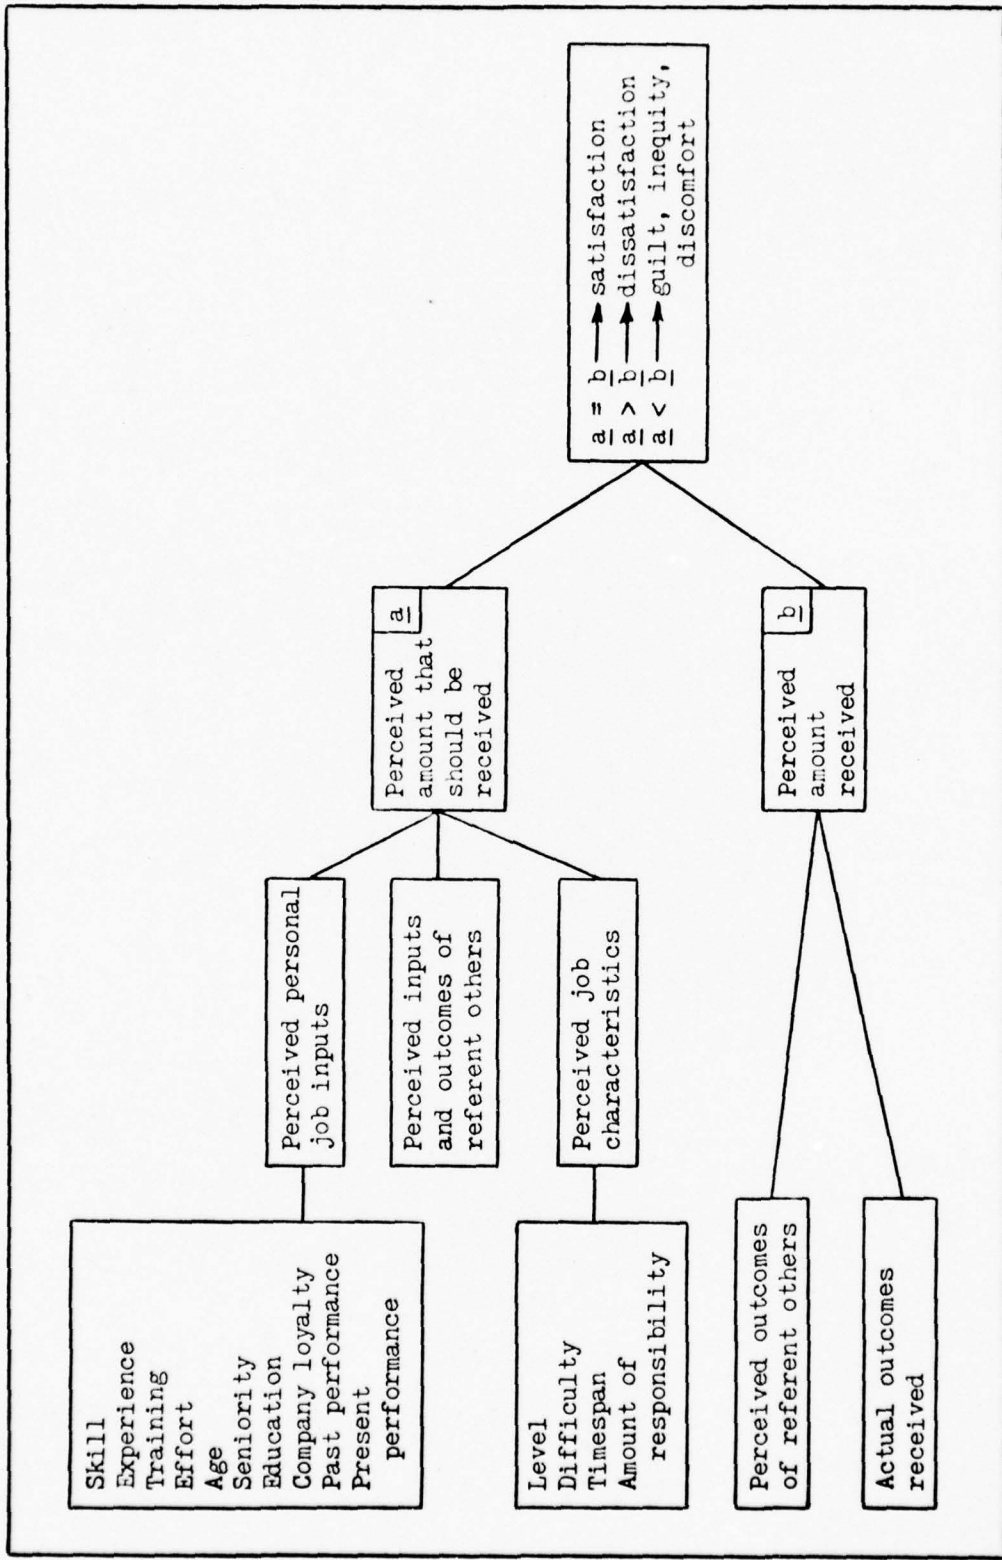 Skill
Experience
Training
Effort
Age
Seniority
Education
Company loyalty
Past performance
Present
performance
Level
Difficulty
Timespan
Amount of
responsibility
Perceived outcomes
of referent others
Actual outcomes
received
Perceived personal
job inputs
Perceived inputs
and outcomes of
referent others
Perceived job
characteristics
Perceived
amount that
should be
received
a
Perceived
amount
received
b
a = b → satisfaction
a > b → dissatisfaction
a < b → guilt, inequity,
discomfort